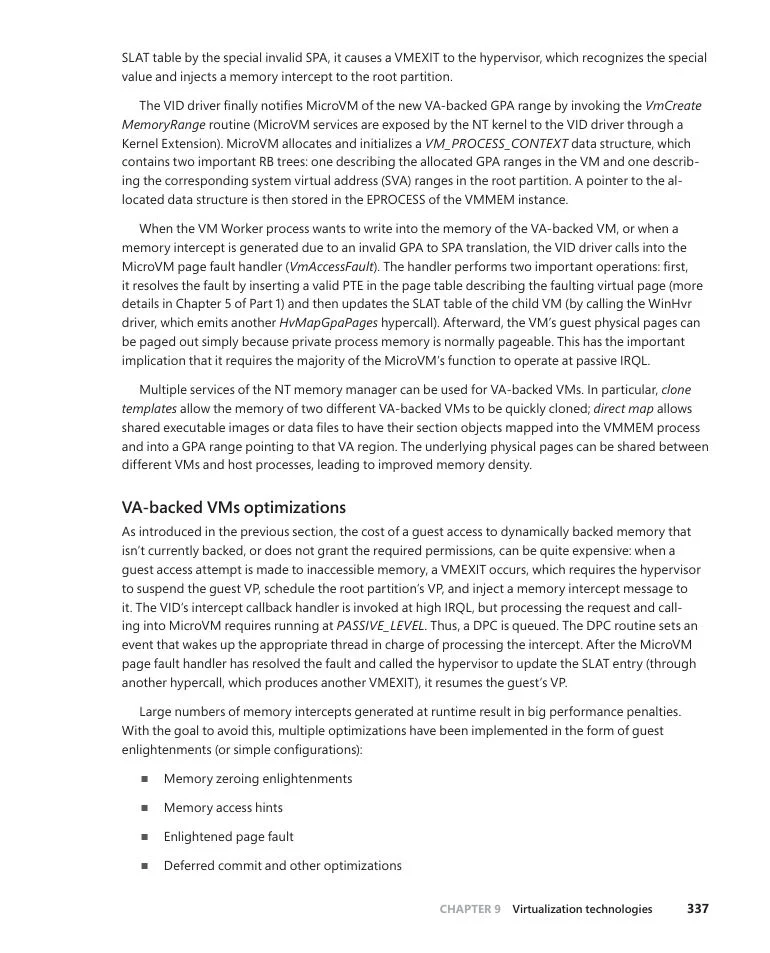 SLAT table by the special invalid SPA, it causes a VMEXIT to the hypervisor, which recognizes the special
value and injects a memory intercept to the root partition.
The VID driver finally notifies MicroVM of the new VA-backed GPA range by invoking the VmCreate
MemoryRange routine (MicroVM services are exposed by the NT kernel to the VID driver through a
Kernel Extension). MicroVM allocates and initializes a VM_PROCESS_CONTEXT data structure, which
contains two important RB trees: one describing the allocated GPA ranges in the VM and one describ-
ing the corresponding system virtual address (SVA) ranges in the root partition. A pointer to the al-
located data structure is then stored in the EPROCESS of the VMMEM instance.
When the VM Worker process wants to write into the memory of the VA-backed VM, or when a
memory intercept is generated due to an invalid GPA to SPA translation, the VID driver calls into the
MicroVM page fault handler (VmAccessFault). The handler performs two important operations: first,
it resolves the fault by inserting a valid PTE in the page table describing the faulting virtual page (more
details in Chapter 5 of Part 1) and then updates the SLAT table of the child VM (by calling the WinHvr
driver, which emits another HvMapGpaPages hypercall). Afterward, the VM's guest physical pages can
be paged out simply because private process memory is normally pageable. This has the important
implication that it requires the majority of the MicroVM's function to operate at passive IRQL.
Multiple services of the NT memory manager can be used for VA-backed VMs. In particular, clone
templates allow the memory of two different VA-backed VMs to be quickly cloned; direct map allows
shared executable images or data files to have their section objects mapped into the VMMEM process
and into a GPA range pointing to that VA region. The underlying physical pages can be shared between
different VMs and host processes, leading to improved memory density.
VA-backed VMs optimizations
As introduced in the previous section, the cost of a guest access to dynamically backed memory that
isn't currently backed, or does not grant the required permissions, can be quite expensive: when a
guest access attempt is made to inaccessible memory, a VMEXIT occurs, which requires the hypervisor
to suspend the guest VP, schedule the root partition's VP, and inject a memory intercept message to
it. The VID's intercept callback handler is invoked at high IRQL, but processing the request and call-
ing into MicroVM requires running at PASSIVE_LEVEL. Thus, a DPC is queued. The DPC routine sets an
event that wakes up the appropriate thread in charge of processing the intercept. After the MicroVM
page fault handler has resolved the fault and called the hypervisor to update the SLAT entry (through
another hypercall, which produces another VMEXIT), it resumes the guest's VP.
Large numbers of memory intercepts generated at runtime result in big performance penalties.
With the goal to avoid this, multiple optimizations have been implemented in the form of guest
enlightenments (or simple configurations):
■ Memory zeroing enlightenments
■ Memory access hints
■ Enlightened page fault
■ Deferred commit and other optimizations
CHAPTER 9 Virtualization technologies 337